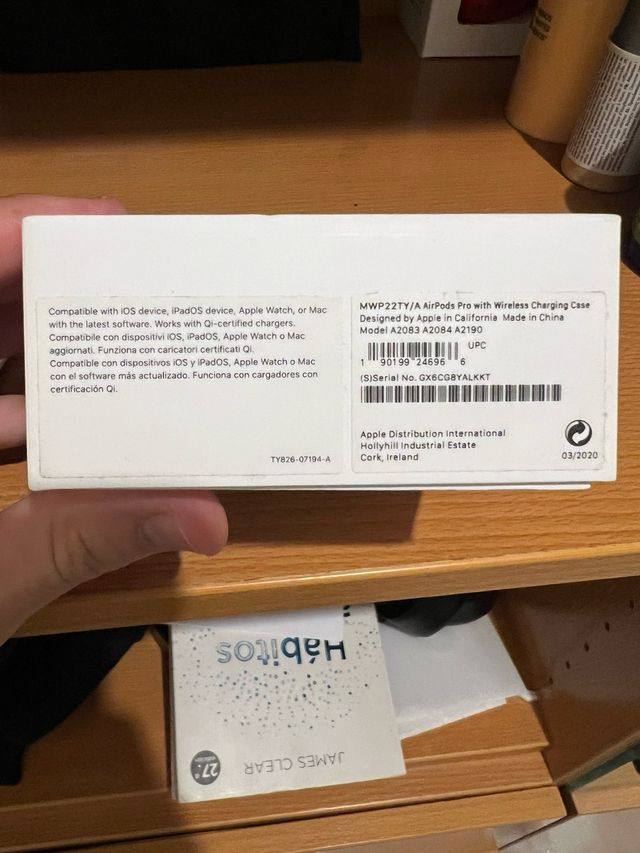 Compatible with iOS device, iPadOS device, Apple Watch, or Mac
with the latest software. Works with Qi-certified chargers.
Compatibile con dispositivi iOS, iPadOS, Apple Watch o Mac
aggiornati. Funziona con caricatori certificati Qi.
Compatible con dispositivos iOS y iPadOS, Apple Watch o Mac
con el software más actualizado. Funciona con cargadores con
certificación Qi.
TY826-07194-A
MWP22TY/A AirPods Pro with Wireless Charging Case
Designed by Apple in California Made in China
Model A2083 A2084 A2190
UPC
1 90199 24696 6
(S)Serial No. GX6CG8YALKKT
Apple Distribution International
Hollyhill Industrial Estate
Cork, Ireland
03/2020
Hábitos
JAMES CLEAR
27.ª
edición